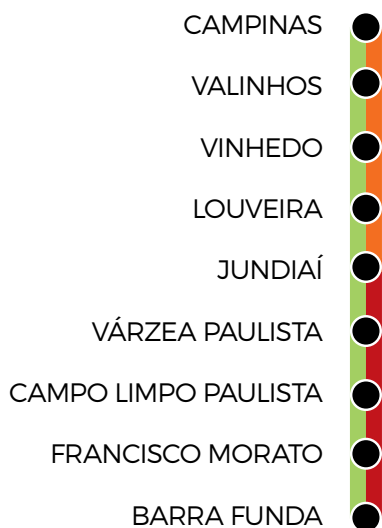 CAMPINAS
VALINHOS
VINHEDO
LOUVEIRA
JUNDIAÍ
VÁRZEA PAULISTA
CAMPO LIMPO PAULISTA
FRANCISCO MORATO
BARRA FUNDA